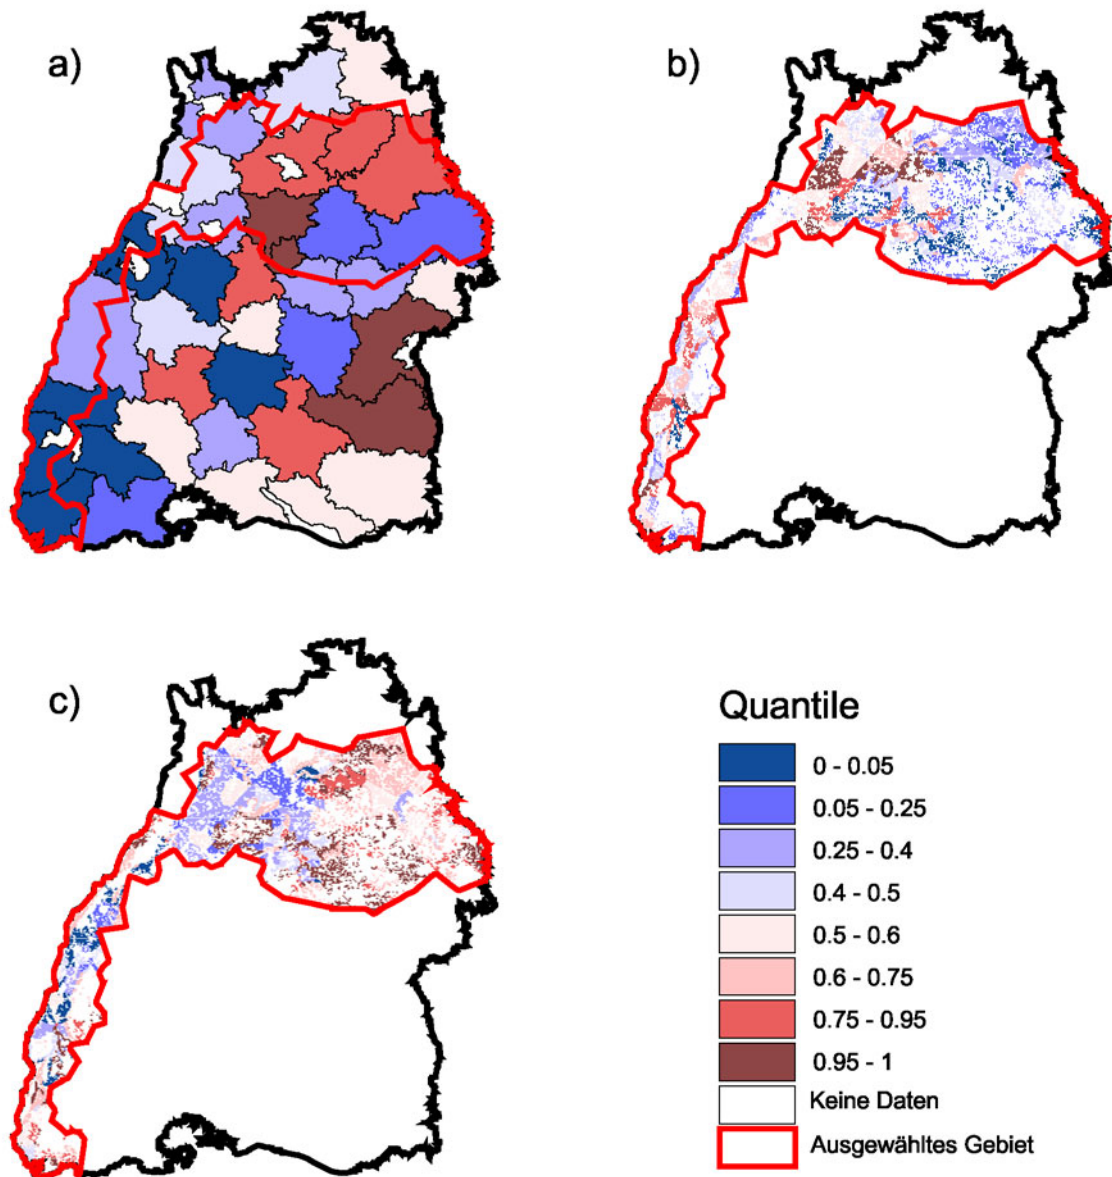 a)
b)
c)
Quantile
0 - 0.05
0.05 - 0.25
0.25 - 0.4
0.4 - 0.5
0.5 - 0.6
0.6 - 0.75
0.75 - 0.95
0.95 - 1
Keine Daten
Ausgewähltes Gebiet